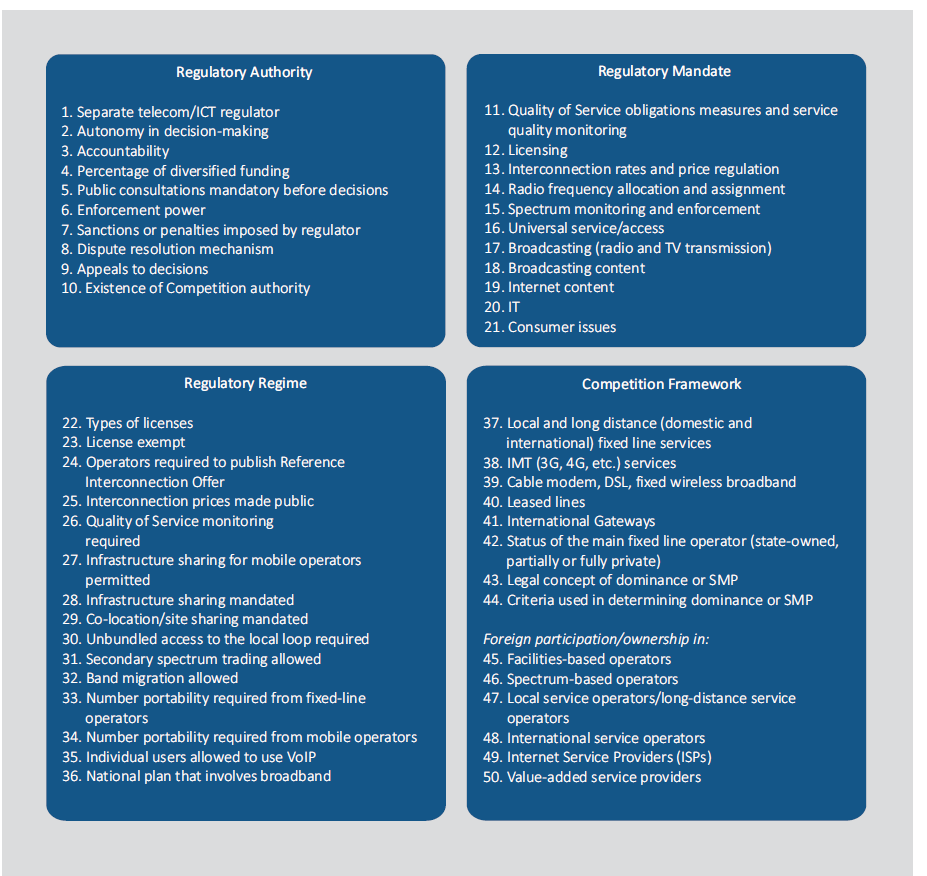 Regulatory Authority
1. Separate telecom/ICT regulator
2. Autonomy in decision-making
3. Accountability
4. Percentage of diversified funding
5. Public consultations mandatory before decisions
6. Enforcement power
7. Sanctions or penalties imposed by regulator
8. Dispute resolution mechanism
9. Appeals to decisions
10. Existence of Competition authority
Regulatory Mandate
11. Quality of Service obligations measures and service
quality monitoring
12. Licensing
13. Interconnection rates and price regulation
14. Radio frequency allocation and assignment
15. Spectrum monitoring and enforcement
16. Universal service/access
17. Broadcasting (radio and TV transmission)
18. Broadcasting content
19. Internet content
20. IT
21. Consumer issues
Regulatory Regime
22. Types of licenses
23. License exempt
24. Operators required to publish Reference
Interconnection Offer
25. Interconnection prices made public
26. Quality of Service monitoring
required
27. Infrastructure sharing for mobile operators
permitted
28. Infrastructure sharing mandated
29. Co-location/site sharing mandated
30. Unbundled access to the local loop required
31. Secondary spectrum trading allowed
32. Band migration allowed
33. Number portability required from fixed-line
operators
34. Number portability required from mobile operators
35. Individual users allowed to use VoIP
36. National plan that involves broadband
Competition Framework
37. Local and long distance (domestic and
international) fixed line services
38. IMT (3G, 4G, etc.) services
39. Cable modem, DSL, fixed wireless broadband
40. Leased lines
41. International Gateways
42. Status of the main fixed line operator (state-owned,
partially or fully private)
43. Legal concept of dominance or SMP
44. Criteria used in determining dominance or SMP
Foreign participation/ownership in:
45. Facilities-based operators
46. Spectrum-based operators
47. Local service operators/long-distance service
operators
48. International service operators
49. Internet Service Providers (ISPs)
50. Value-added service providers